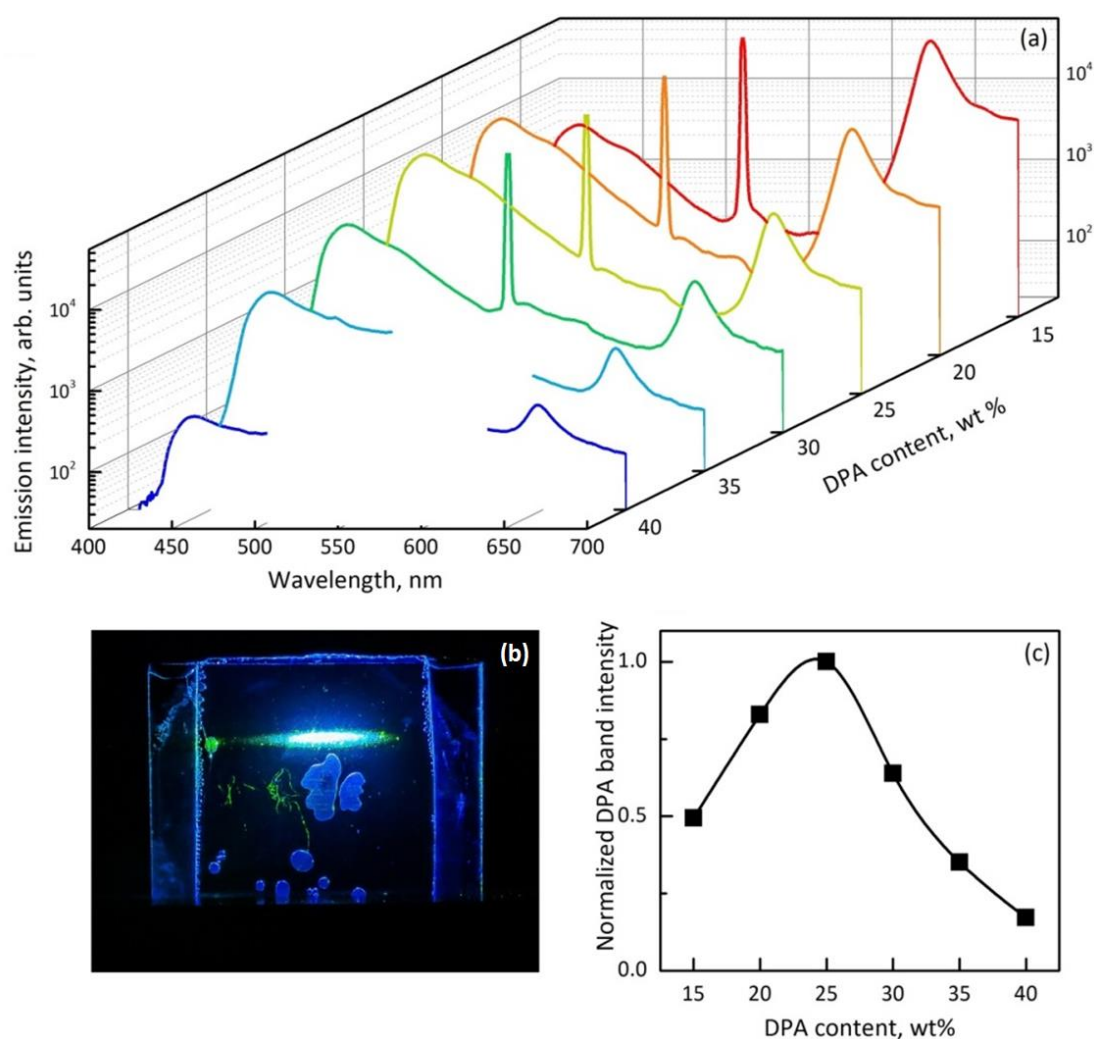 (a)
Emission intensity, arb. units
10⁴
10³
10²
10⁴
10³
10²
400 450 500 550 600 650 700
Wavelength, nm
15
20
25
30
35
40
DPA content, wt %
(b)
(c)
Normalized DPA band intensity
1.0
0.5
0.0
15 20 25 30 35 40
DPA content, wt%